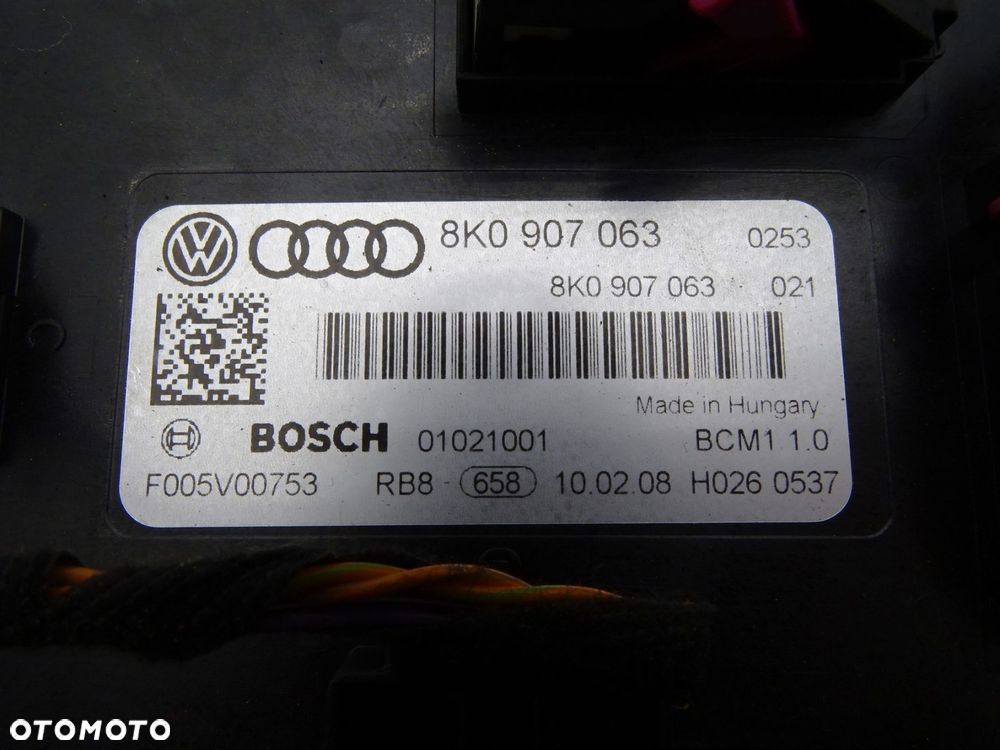 8K0 907 063 0253
8K0 907 063 021
Made in Hungary
BOSCH 01021001 BCM1 1.0
F005V00753 RB8 - 658 10.02.08 H026 0537
OTOMOTO